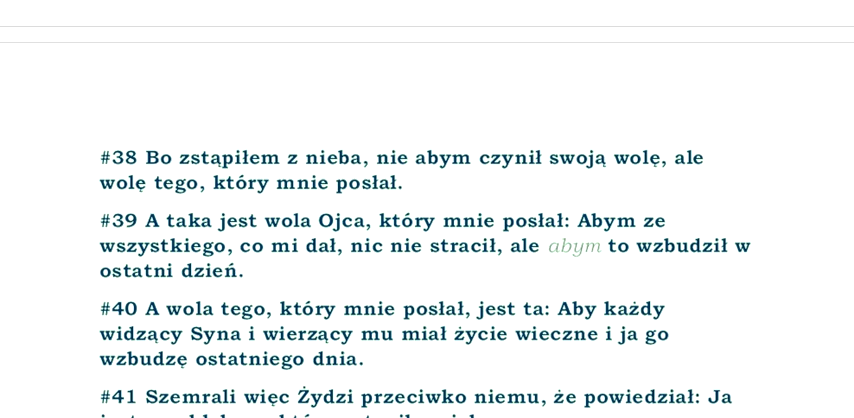 #38 Bo zstąpiłem z nieba, nie abym czynił swoją wolę, ale
wolę tego, który mnie posłał.
#39 A taka jest wola Ojca, który mnie posłał: Abym ze
wszystkiego, co mi dał, nic nie stracił, ale abym to wzbudził w
ostatni dzień.
#40 A wola tego, który mnie posłał, jest ta: Aby każdy
widzący Syna i wierzący mu miał życie wieczne i ja go
wzbudzę ostatniego dnia.
#41 Szemrali więc Żydzi przeciwko niemu, że powiedział: Ja